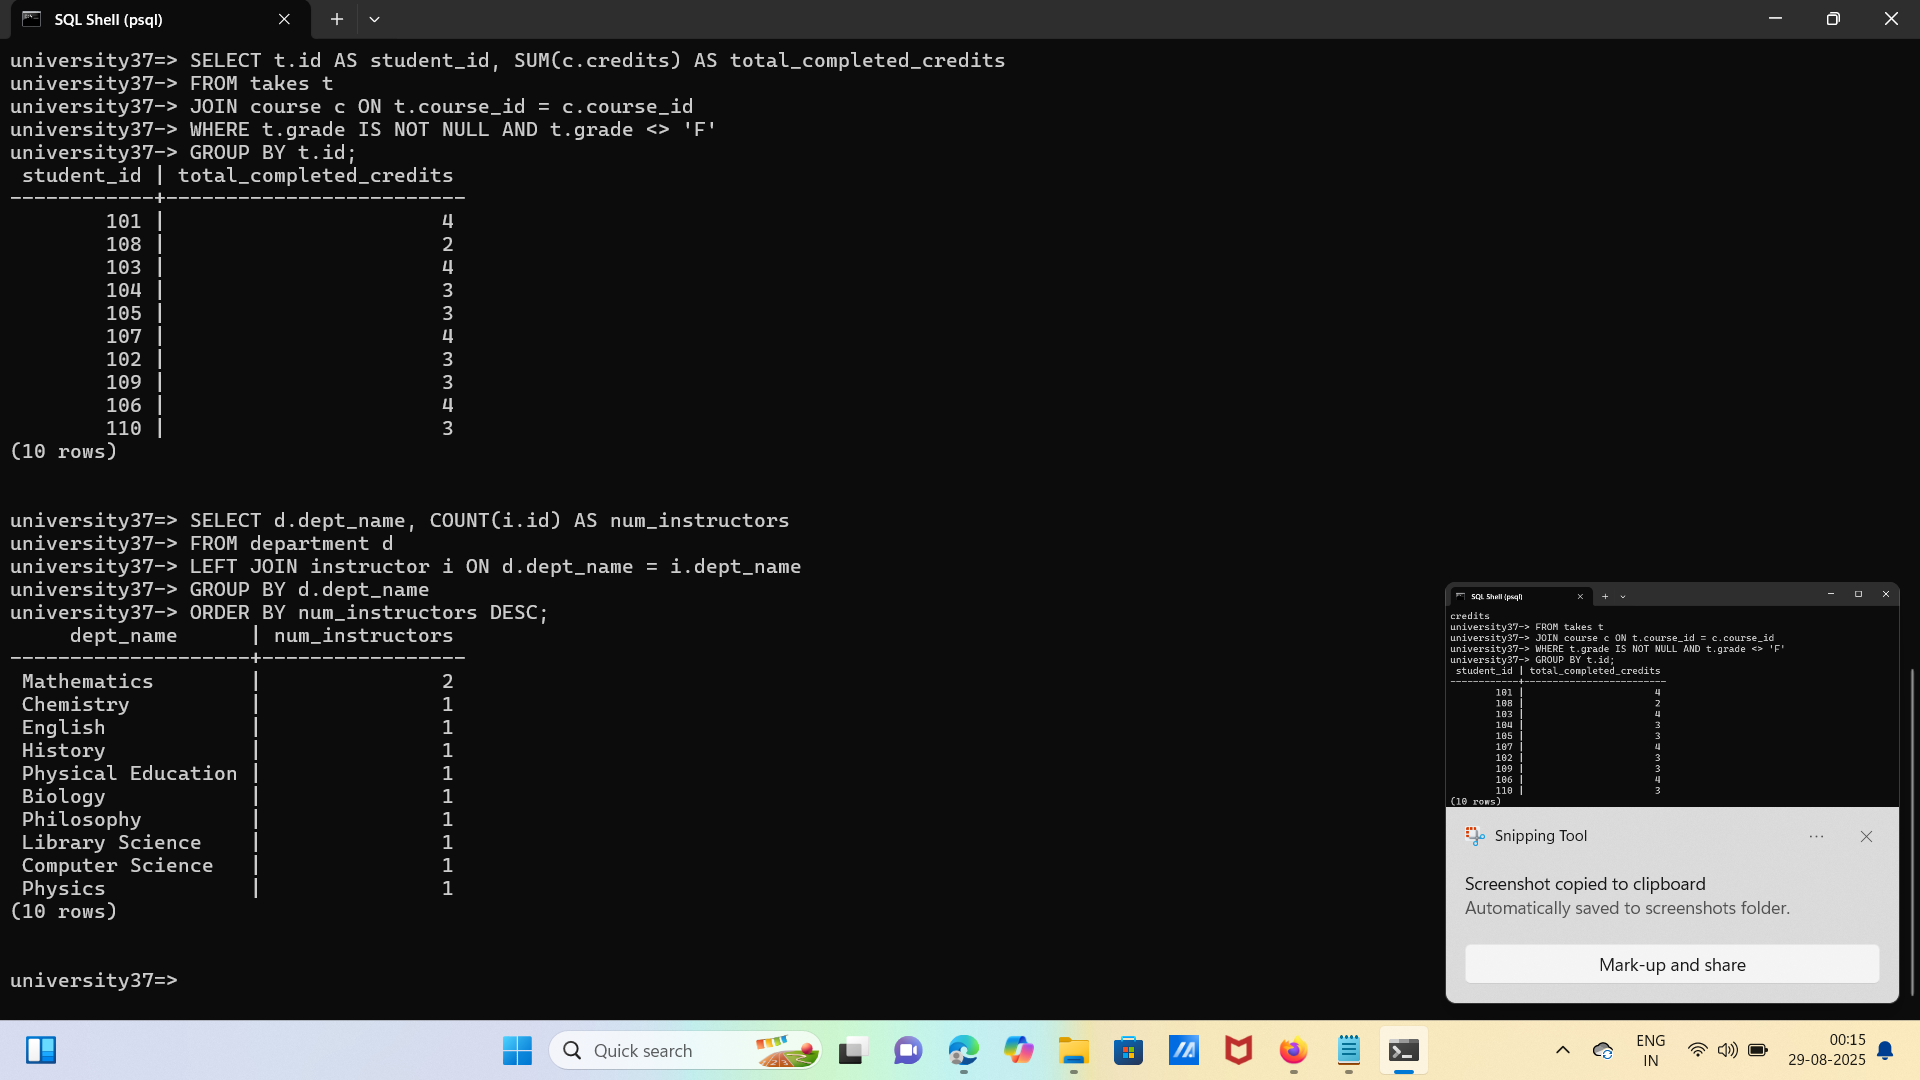 SQL Shell (psql)
university37=> SELECT t.id AS student_id, SUM(c.credits) AS total_completed_credits
university37-> FROM takes t
university37-> JOIN course c ON t.course_id = c.course_id
university37-> WHERE t.grade IS NOT NULL AND t.grade <> 'F'
university37-> GROUP BY t.id;
student_id | total_completed_credits
------------+-------------------------
101 | 4
108 | 2
103 | 4
104 | 3
105 | 3
107 | 4
102 | 3
109 | 3
106 | 4
110 | 3
(10 rows)
university37=> SELECT d.dept_name, COUNT(i.id) AS num_instructors
university37-> FROM department d
university37-> LEFT JOIN instructor i ON d.dept_name = i.dept_name
university37-> GROUP BY d.dept_name
university37-> ORDER BY num_instructors DESC;
dept_name | num_instructors
--------------------+-----------------
Mathematics | 2
Chemistry | 1
English | 1
History | 1
Physical Education | 1
Biology | 1
Philosophy | 1
Library Science | 1
Computer Science | 1
Physics | 1
(10 rows)
university37=>
SQL Shell (psql)
credits
university37-> FROM takes t
university37-> JOIN course c ON t.course_id = c.course_id
university37-> WHERE t.grade IS NOT NULL AND t.grade <> 'F'
university37-> GROUP BY t.id;
student_id | total_completed_credits
------------+-------------------------
101 | 4
108 | 2
103 | 4
104 | 3
105 | 3
107 | 4
102 | 3
109 | 3
106 | 4
110 | 3
(10 rows)
Snipping Tool
Screenshot copied to clipboard
Automatically saved to screenshots folder.
Mark-up and share
Quick search
ENG
IN
00:15
29-08-2025